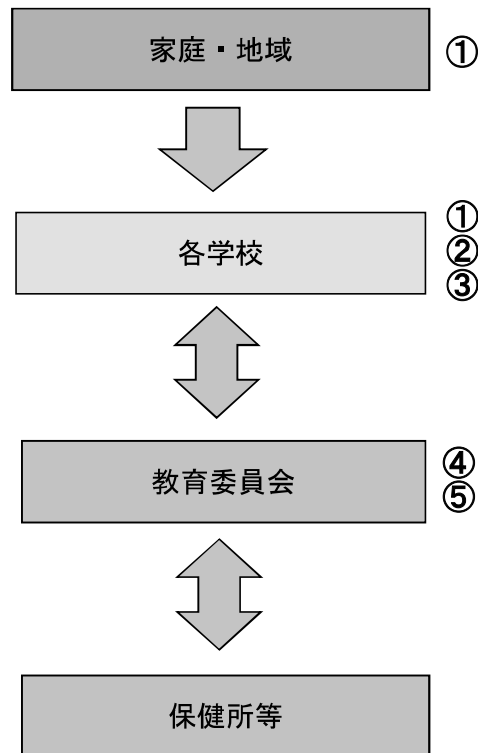 家庭・地域 ①
各学校 ①
②
③
教育委員会 ④
⑤
保健所等